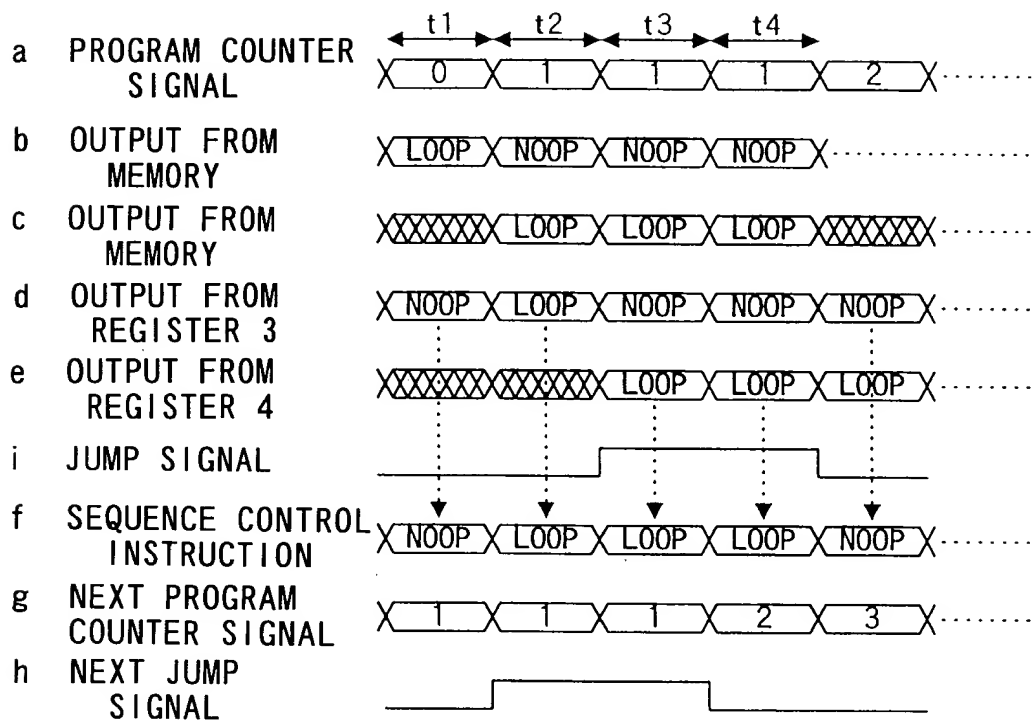 t1 t2 t3 t4
a PROGRAM COUNTER SIGNAL 0 1 1 1 2
b OUTPUT FROM MEMORY LOOP NOOP NOOP NOOP
c OUTPUT FROM MEMORY LOOP LOOP LOOP
d OUTPUT FROM REGISTER 3 NOOP LOOP NOOP NOOP NOOP
e OUTPUT FROM REGISTER 4 LOOP LOOP LOOP
i JUMP SIGNAL
f SEQUENCE CONTROL INSTRUCTION NOOP LOOP LOOP LOOP NOOP
g NEXT PROGRAM COUNTER SIGNAL 1 1 1 2 3
h NEXT JUMP SIGNAL